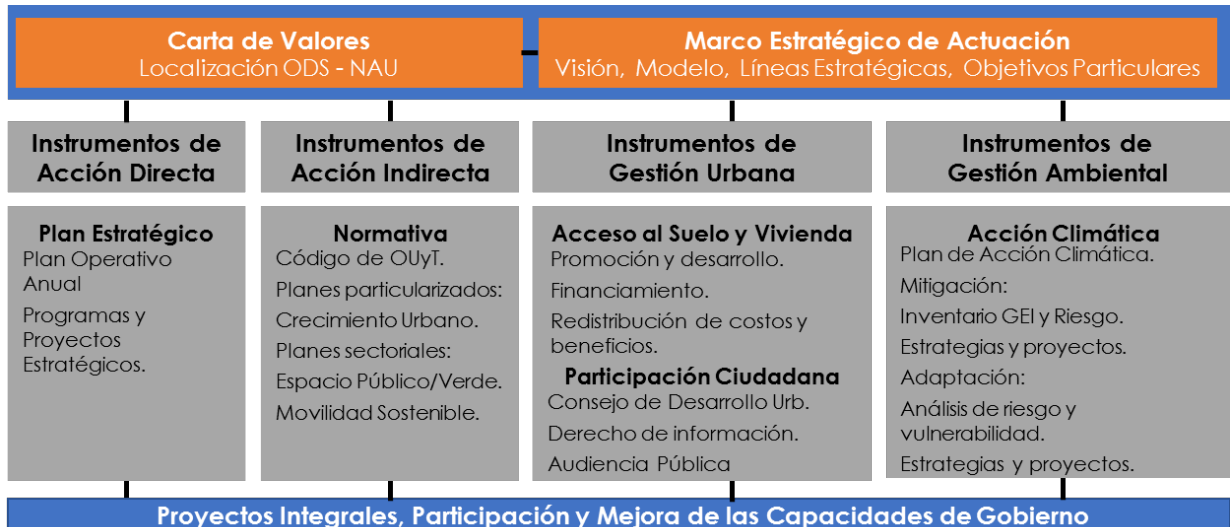 Carta de Valores
Localización ODS - NAU
Marco Estratégico de Actuación
Visión, Modelo, Líneas Estratégicas, Objetivos Particulares
Instrumentos de
Acción Directa
Instrumentos de
Acción Indirecta
Instrumentos de
Gestión Urbana
Instrumentos de
Gestión Ambiental
Plan Estratégico
Plan Operativo
Anual
Programas y
Proyectos
Estratégicos.
Normativa
Código de OUyT.
Planes particularizados:
Crecimiento Urbano.
Planes sectoriales:
Espacio Público/Verde.
Movilidad Sostenible.
Acceso al Suelo y Vivienda
Promoción y desarrollo.
Financiamiento.
Redistribución de costos y
beneficios.
Participación Ciudadana
Consejo de Desarrollo Urb.
Derecho de información.
Audiencia Pública
Acción Climática
Plan de Acción Climática.
Mitigación:
Inventario GEI y Riesgo.
Estrategias y proyectos.
Adaptación:
Análisis de riesgo y
vulnerabilidad.
Estrategias y proyectos.
Proyectos Integrales, Participación y Mejora de las Capacidades de Gobierno